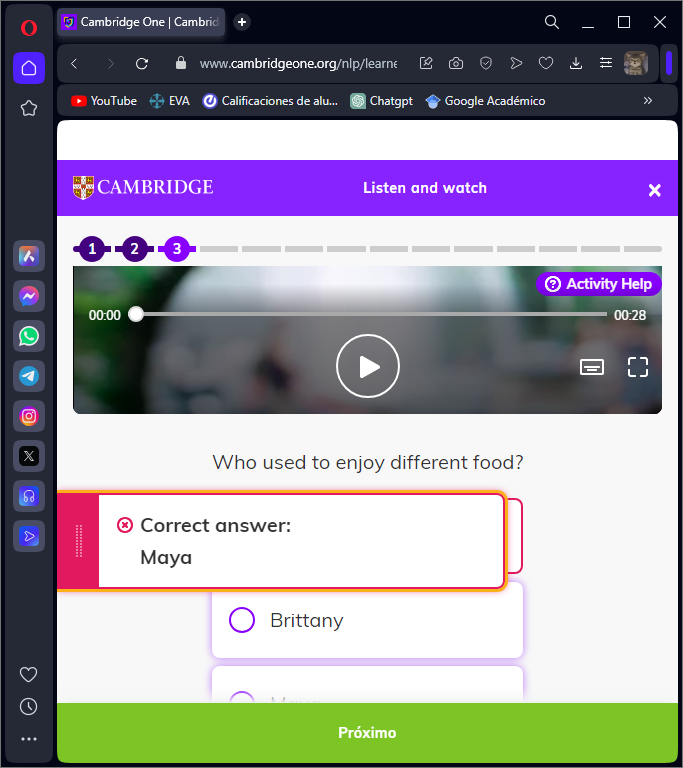 Cambridge One | Cambrid
www.cambridgeone.org/nlp/learne
YouTube
EVA
Calificaciones de alu...
Chatgpt
Google Académico
»
CAMBRIDGE
Listen and watch
1 2 3
Activity Help
00:00
00:28
Who used to enjoy different food?
Correct answer:
Maya
Brittany
Maya
Próximo